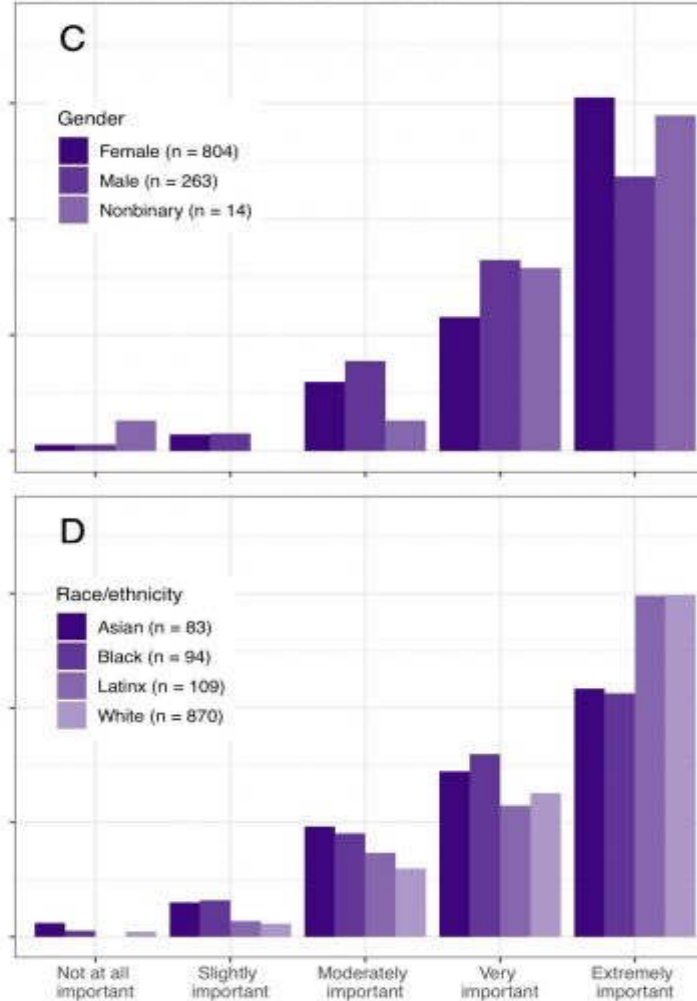 C
Gender
Female (n = 804)
Male (n = 263)
Nonbinary (n = 14)
D
Race/ethnicity
Asian (n = 83)
Black (n = 94)
Latinx (n = 109)
White (n = 870)
Not at all Slightly Moderately Very Extremely
important important important important important